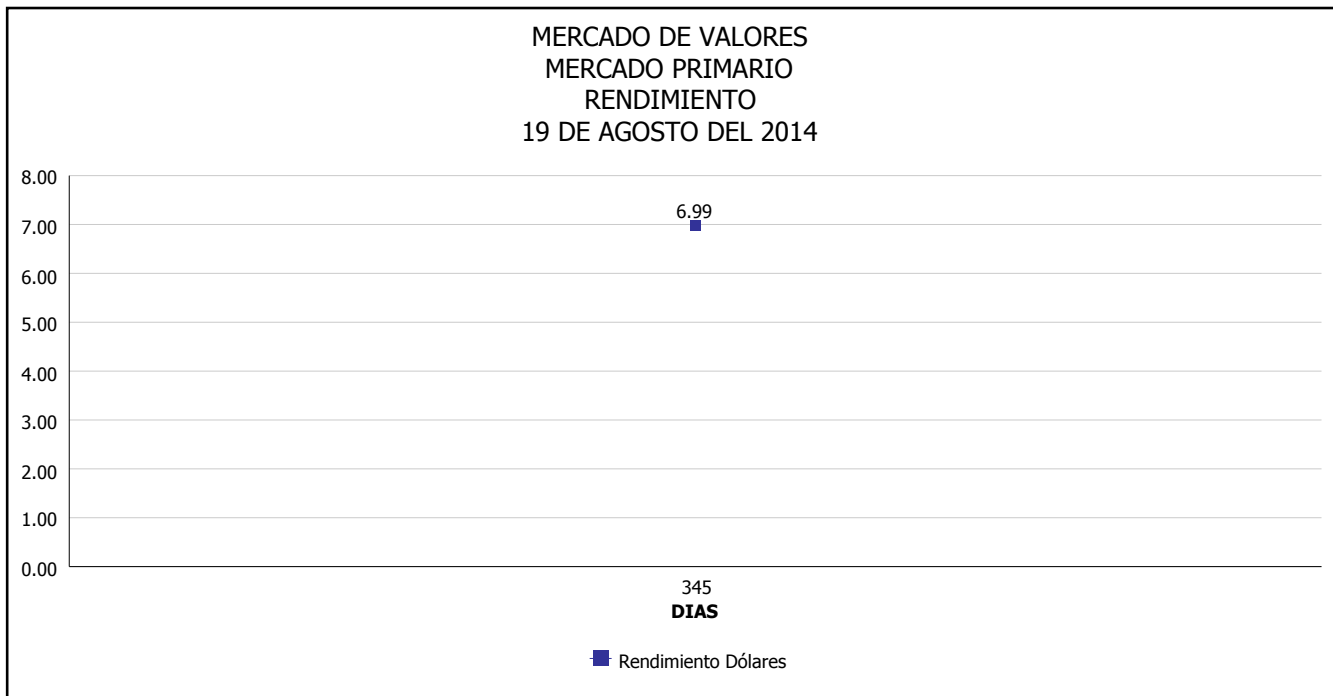 MERCADO DE VALORES
MERCADO PRIMARIO
RENDIMIENTO
19 DE AGOSTO DEL 2014
8.00
6.99
7.00
6.00
5.00
4.00
3.00
2.00
1.00
0.00
345
DIAS
Rendimiento Dólares